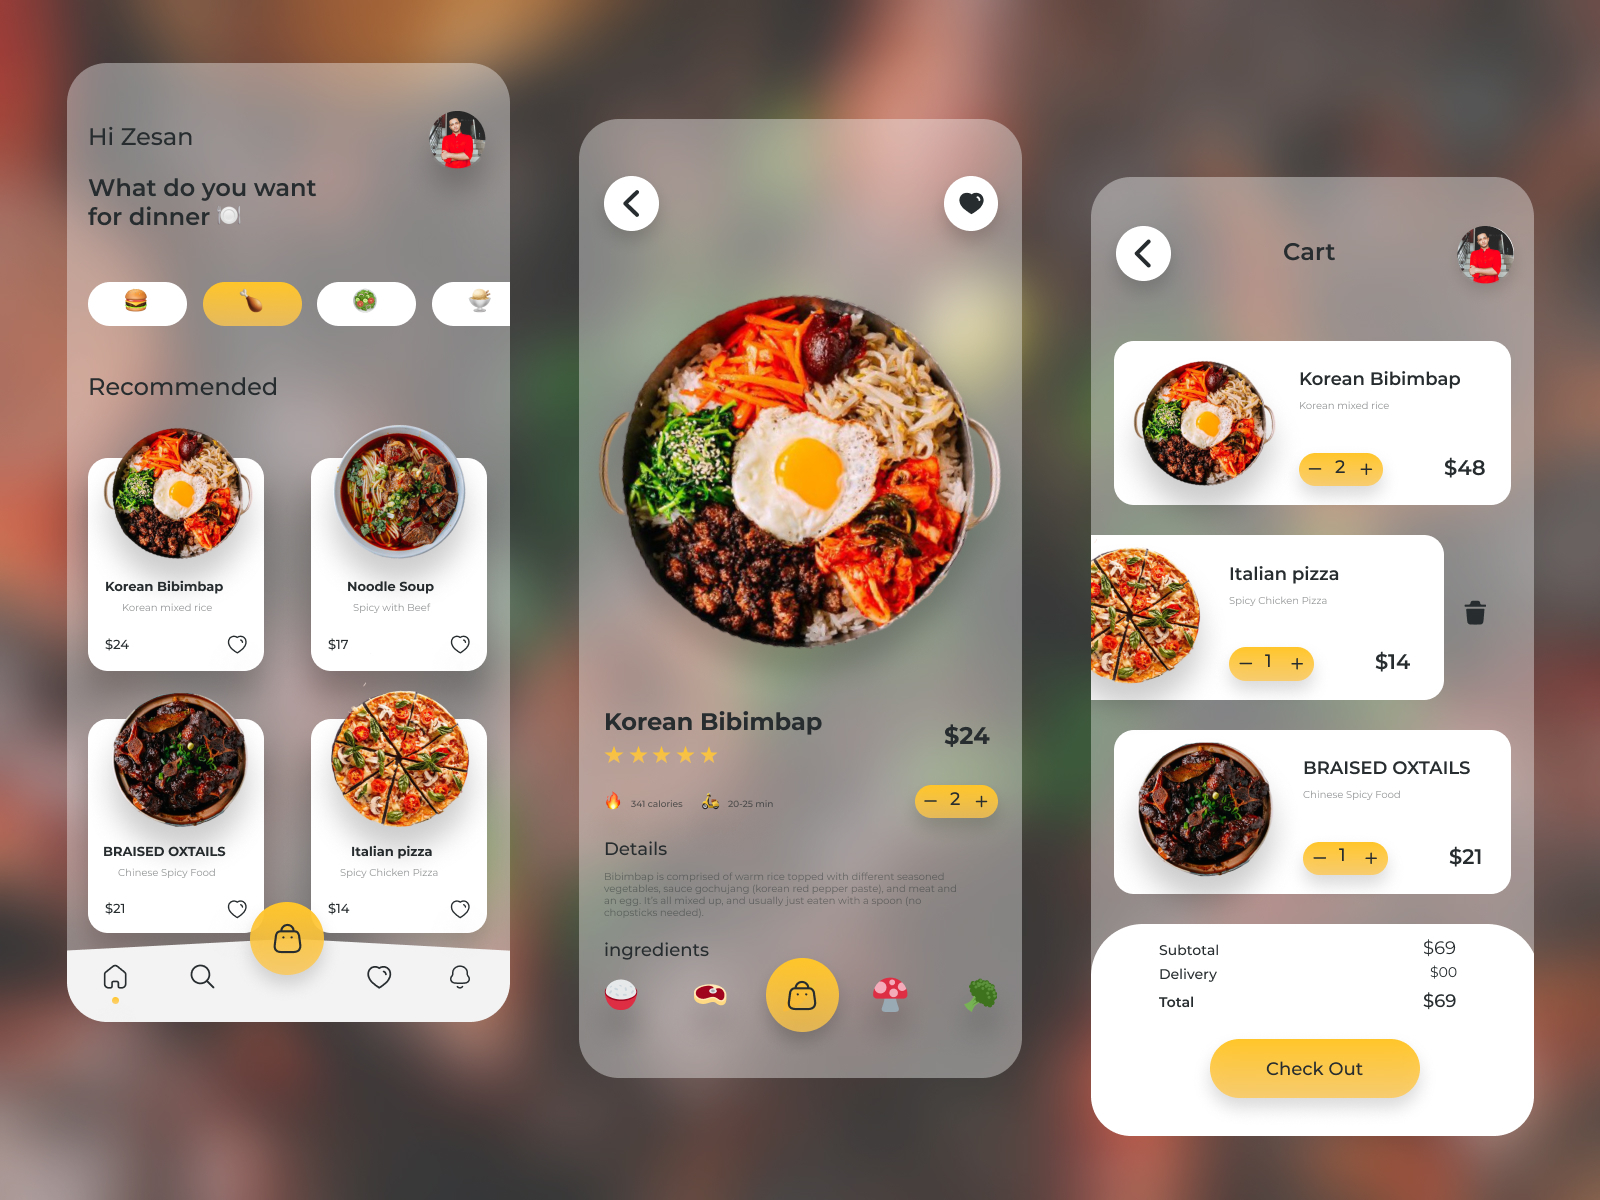 Hi Zesan
What do you want
for dinner
Recommended
Korean Bibimbap
Korean mixed rice
$24
Noodle Soup
Spicy with Beef
$17
BRAISED OXTAILS
Chinese Spicy Food
$21
Italian pizza
Spicy Chicken Pizza
$14
Korean Bibimbap
$24
341 calories
20-25 min
2
Details
Bibimbap is comprised of warm rice topped with different seasoned
vegetables, sauce gochujang (korean red pepper paste), and meat and
an egg. It's all mixed up, and usually just eaten with a spoon (no
chopsticks needed).
ingredients
Cart
Korean Bibimbap
Korean mixed rice
2
$48
Italian pizza
Spicy Chicken Pizza
1
$14
BRAISED OXTAILS
Chinese Spicy Food
1
$21
Subtotal $69
Delivery $00
Total $69
Check Out